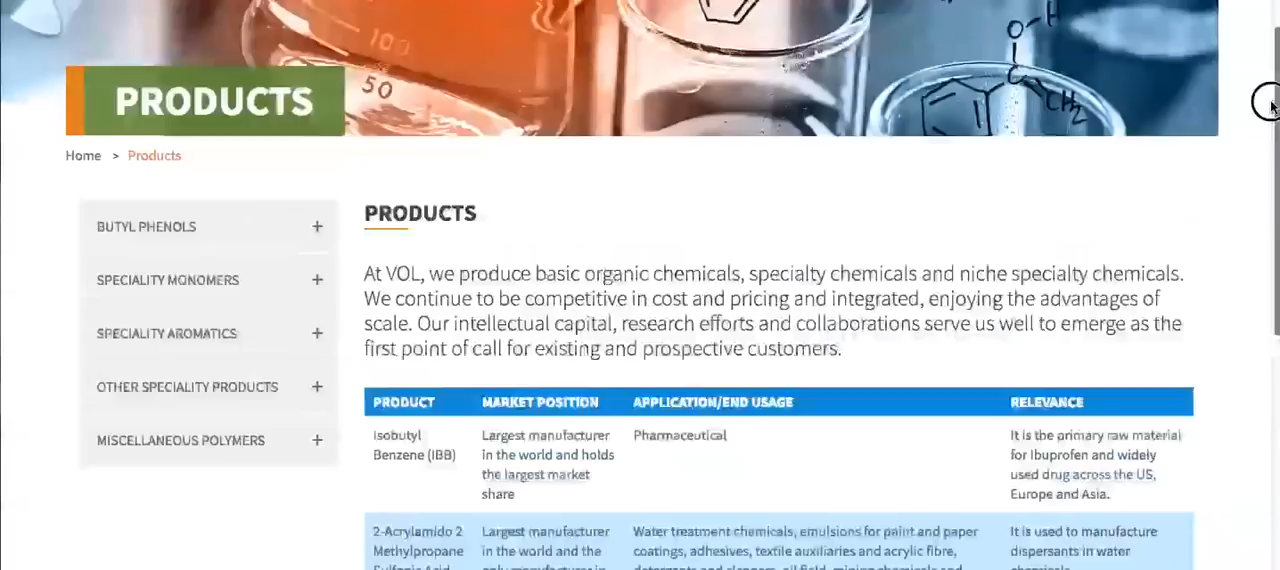 100
50
O-H
C
CH2
PRODUCTS
Home > Products
BUTYL PHENOLS +
SPECIALITY MONOMERS +
SPECIALITY AROMATICS +
OTHER SPECIALITY PRODUCTS +
MISCELLANEOUS POLYMERS +
PRODUCTS
At VOL, we produce basic organic chemicals, specialty chemicals and niche specialty chemicals.
We continue to be competitive in cost and pricing and integrated, enjoying the advantages of
scale. Our intellectual capital, research efforts and collaborations serve us well to emerge as the
first point of call for existing and prospective customers.
PRODUCT MARKET POSITION APPLICATION/END USAGE RELEVANCE
Isobutyl Largest manufacturer Pharmaceutical It is the primary raw material
Benzene (IBB) in the world and holds for Ibuprofen and widely
the largest market used drug across the US,
share Europe and Asia.
2-Acrylamido 2 Largest manufacturer Water treatment chemicals, emulsions for paint and paper It is used to manufacture
Methylpropane in the world and the coatings, adhesives, textile auxiliaries and acrylic fibre, dispersants in water